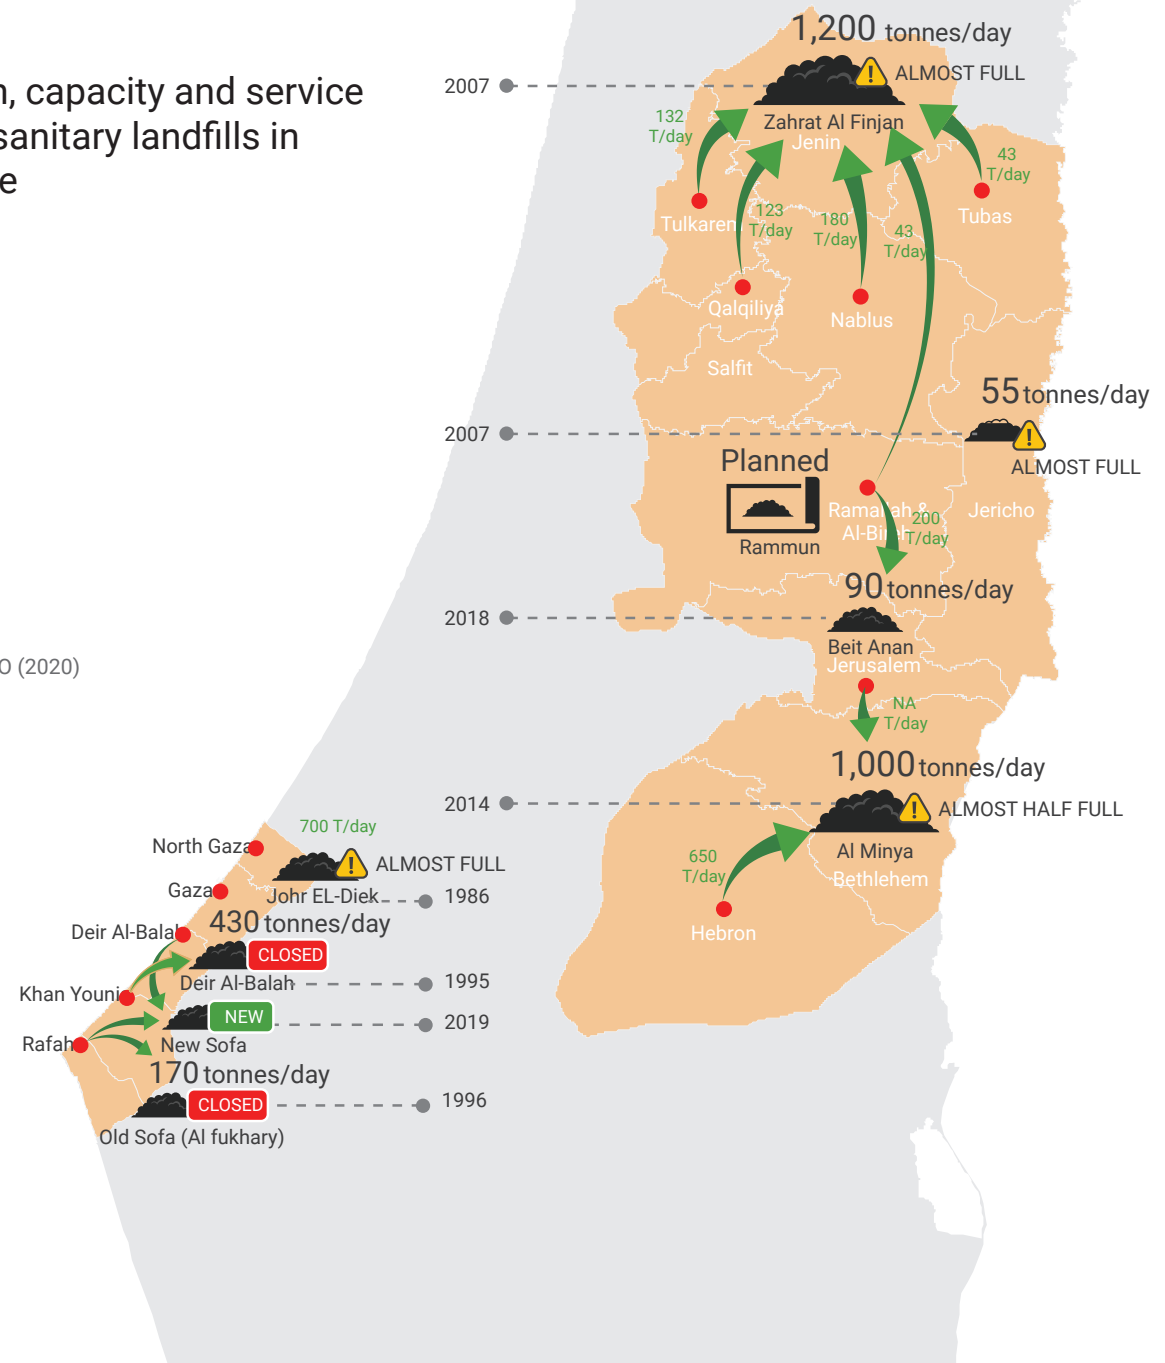 , capacity and service
sanitary landfills in
O (2020)
1,200 tonnes/day
ALMOST FULL
2007
Zahrat Al Finjan
Jenin
132
T/day
43
T/day
Tulkarem
123
T/day
180
T/day
43
T/day
Tubas
Qalqiliya
Nablus
Salfit
55 tonnes/day
2007
ALMOST FULL
Planned
Rammun
Ramallah &
Al-Bireh
200
T/day
Jericho
90 tonnes/day
2018
Beit Anan
Jerusalem
NA
T/day
1,000 tonnes/day
2014
ALMOST HALF FULL
Al Minya
Bethlehem
650
T/day
Hebron
700 T/day
North Gaza
ALMOST FULL
Gaza
Johr EL-Diek
1986
430 tonnes/day
Deir Al-Balah
CLOSED
Deir Al-Balah
1995
Khan Younis
NEW
2019
Rafah
New Sofa
170 tonnes/day
CLOSED
1996
Old Sofa (Al fukhary)